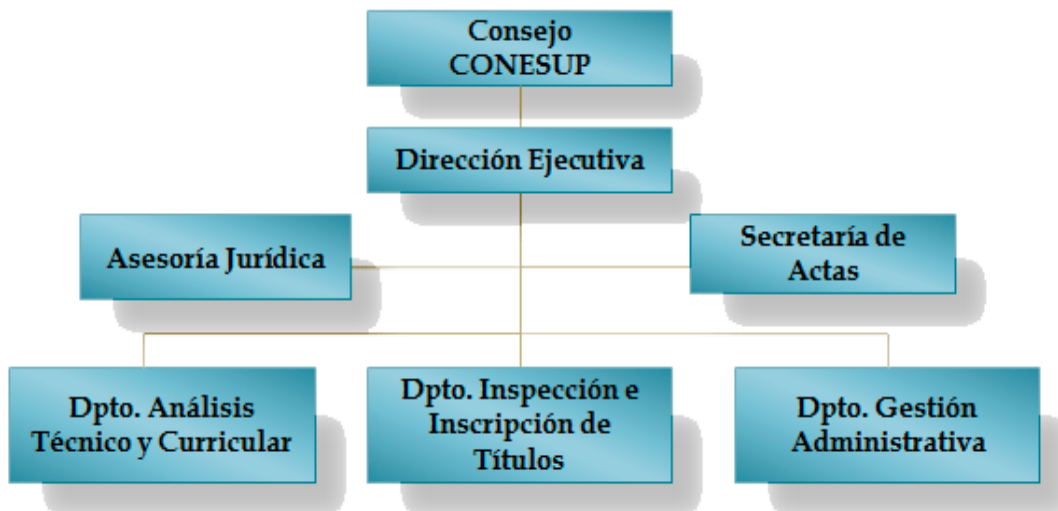 Consejo
CONESUP
Dirección Ejecutiva
Asesoría Jurídica
Secretaría de
Actas
Dpto. Análisis
Técnico y Curricular
Dpto. Inspección e
Inscripción de
Títulos
Dpto. Gestión
Administrativa